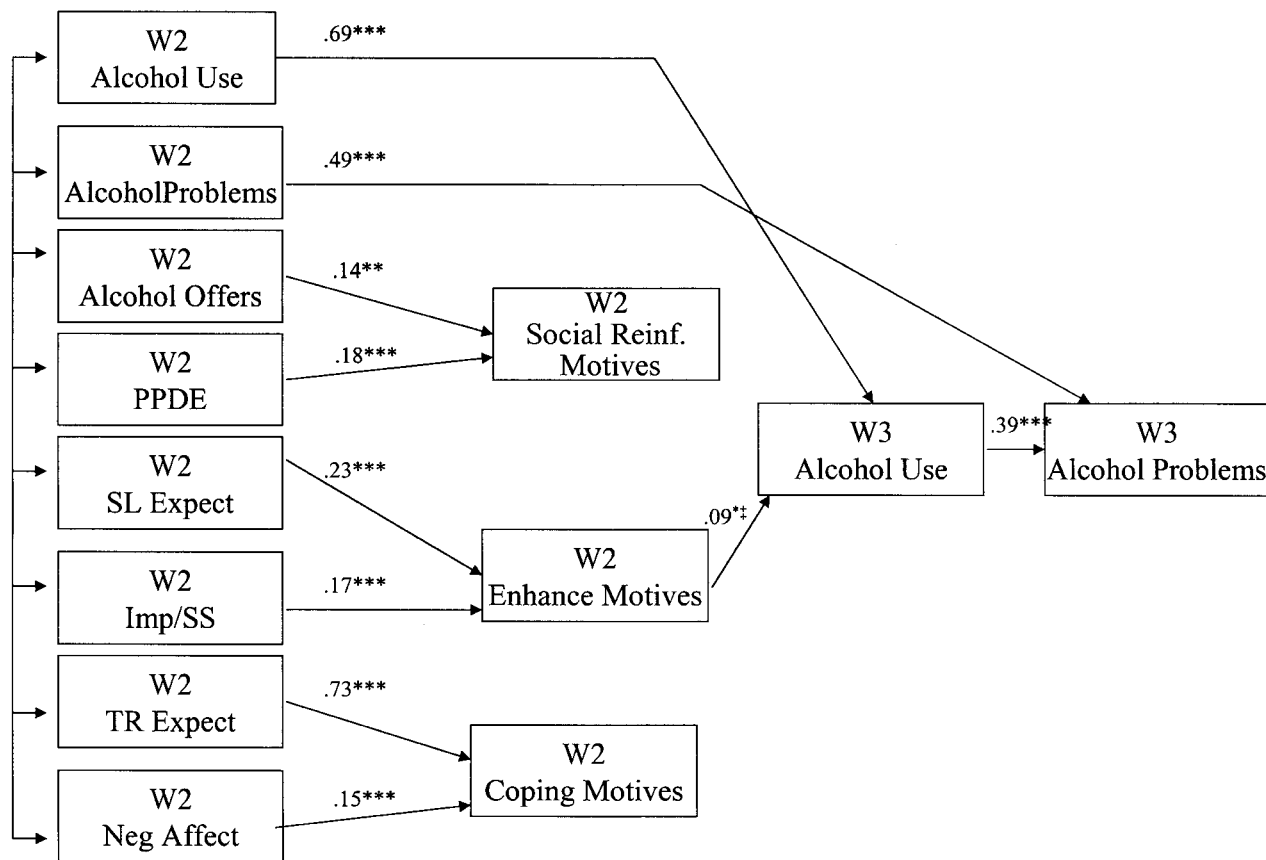 W2
Alcohol Use
.69***
W2
AlcoholProblems
.49***
W2
Alcohol Offers
.14**
W2
PPDE
.18***
W2
Social Reinf.
Motives
W2
SL Expect
.23***
W2
Imp/SS
.17***
W2
Enhance Motives
.09*‡
W3
Alcohol Use
.39***
W3
Alcohol Problems
W2
TR Expect
.73***
W2
Neg Affect
.15***
W2
Coping Motives